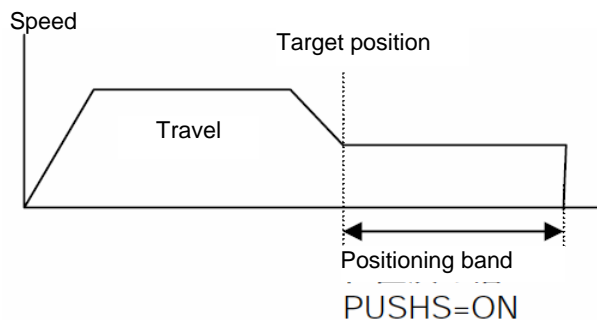 Speed
Target position
Travel
Positioning band
PUSHS=ON